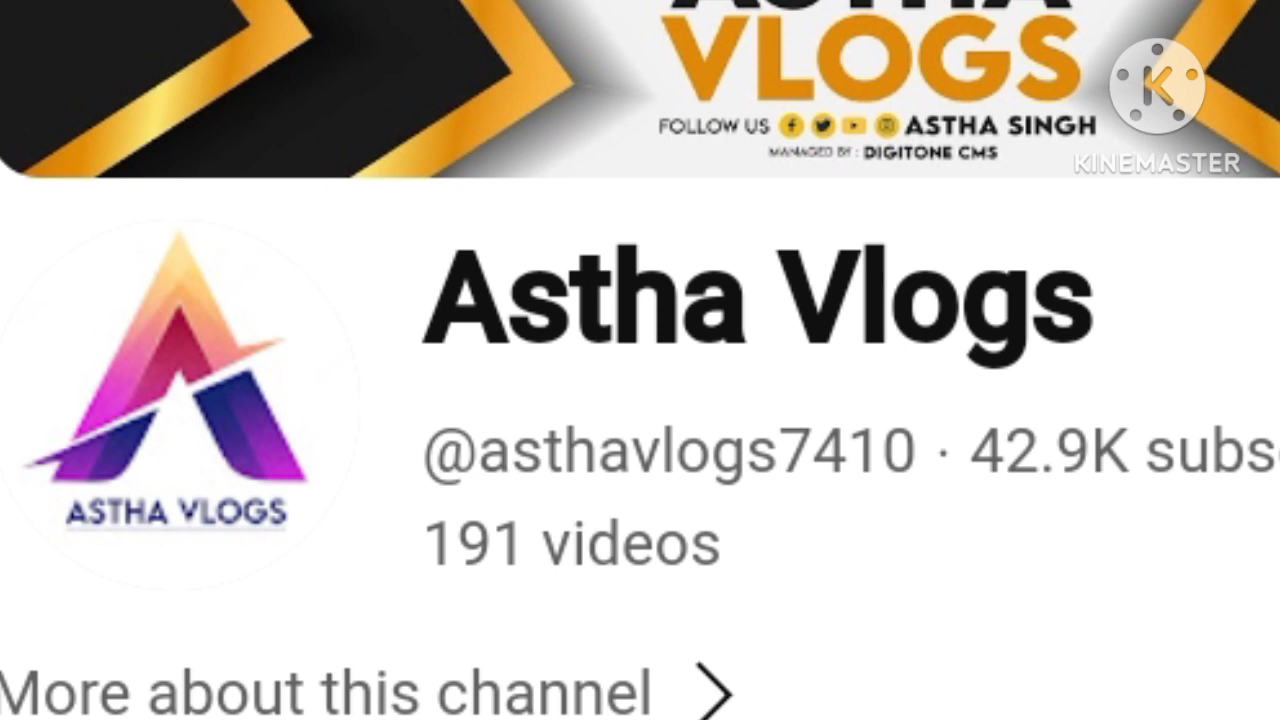 ASTHA
VLOGS
FOLLOW US ASTHA SINGH
MANAGED BY : DIGITONE CMS
KINEMASTER
Astha Vlogs
ASTHA VLOGS
@asthavlogs7410 · 42.9K subs
191 videos
More about this channel